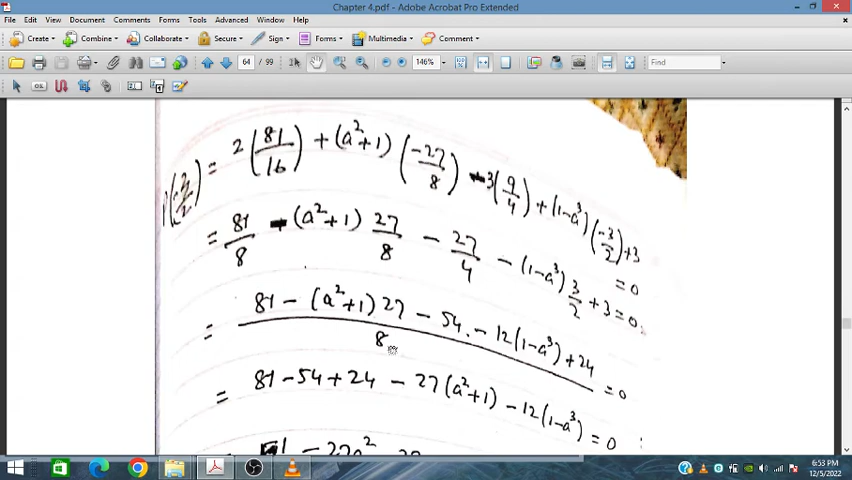 Chapter 4.pdf - Adobe Acrobat Pro Extended
File Edit View Document Comments Forms Tools Advanced Window Help
Create Combine Collaborate Secure Sign Forms Multimedia Comment
64 / 99 146% Find
P(-3/2) = 2(81/16) + (a²+1)(-27/8) - 3(9/4) + (1-a³)(-3/2) + 3 = 0
= 81/8 - (a²+1) 27/8 - 27/4 - (1-a³) 3/2 + 3 = 0
= (81 - (a²+1) 27 - 54 - 12(1-a³) + 24)/8 = 0
= 81 - 54 + 24 - 27(a²+1) - 12(1-a³) = 0
- 27a²
6:53 PM
12/5/2022